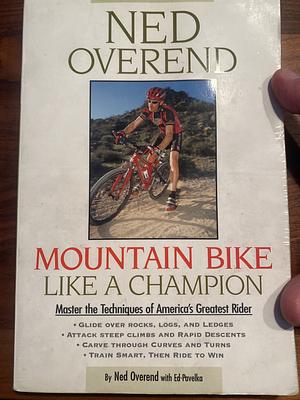 NED
OVEREND
MOUNTAIN BIKE
LIKE A CHAMPION
Master the Techniques of America's Greatest Rider
• GLIDE OVER ROCKS, LOGS, AND LEDGES
• ATTACK STEEP CLIMBS AND RAPID DESCENTS
• CARVE THROUGH CURVES AND TURNS
• TRAIN SMART, THEN RIDE TO WIN
By Ned Overend with Ed Pavelka